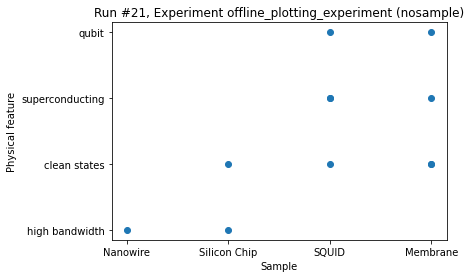 Run #21, Experiment offline_plotting_experiment (nosample)
qubit
superconducting
clean states
high bandwidth
Physical feature
Nanowire Silicon Chip SQUID Membrane
Sample